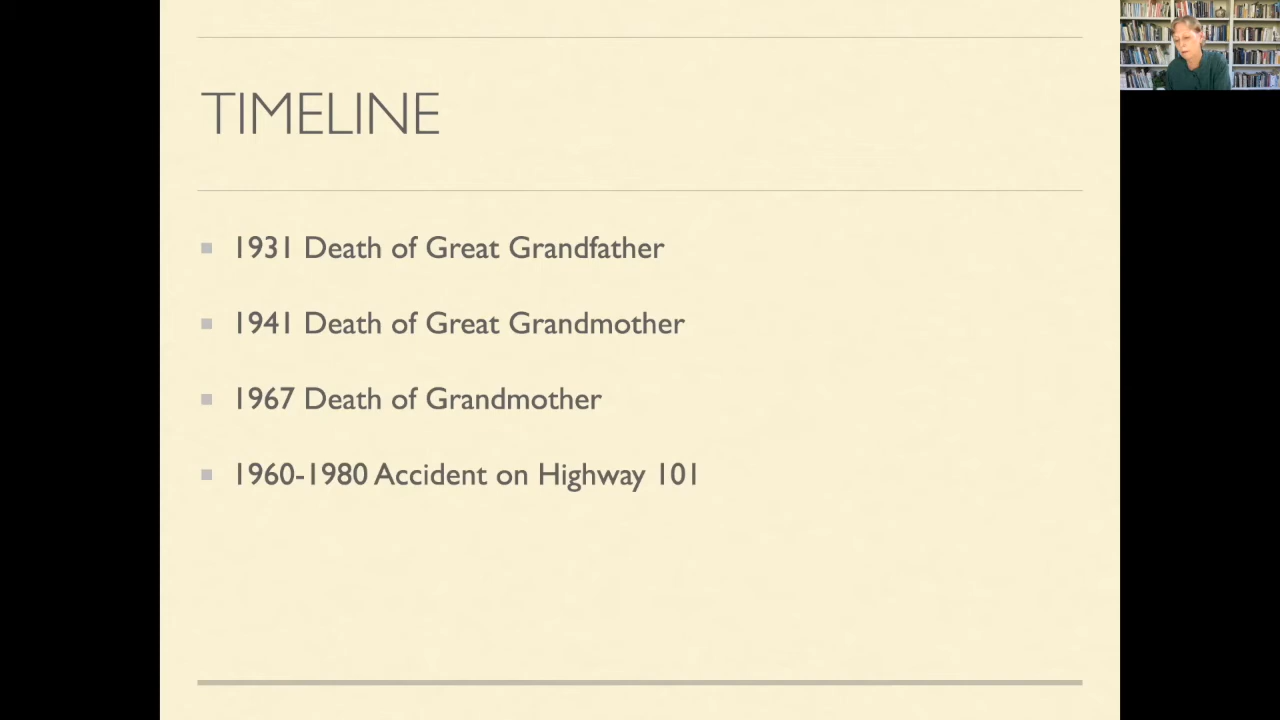 TIMELINE
1931 Death of Great Grandfather
1941 Death of Great Grandmother
1967 Death of Grandmother
1960-1980 Accident on Highway 101